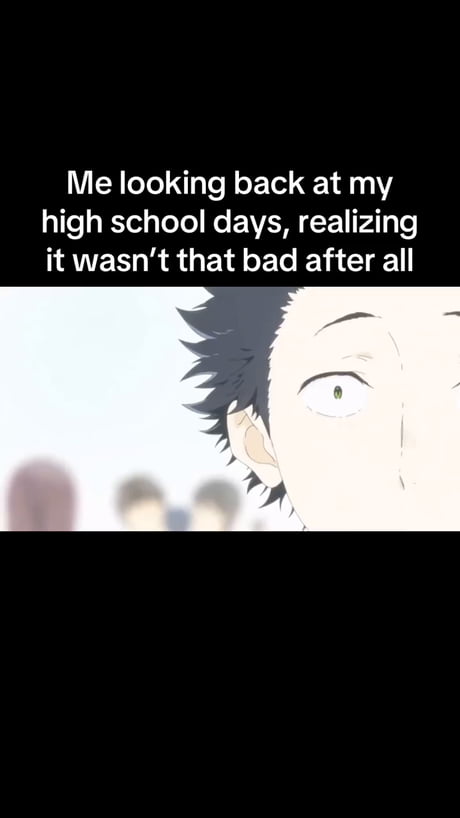 Me looking back at my
high school days, realizing
it wasn’t that bad after all